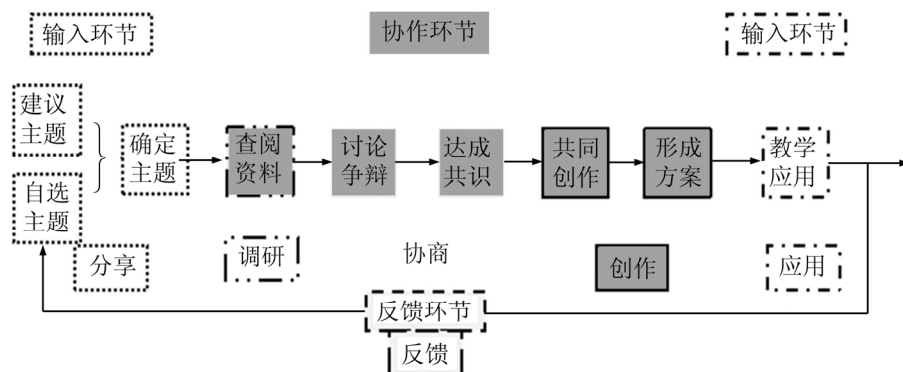 输入环节
协作环节
输入环节
建议
主题
自选
主题
确定
主题
查阅
资料
讨论
争辩
达成
共识
共同
创作
形成
方案
教学
应用
分享
调研
协商
创作
应用
反馈环节
反馈